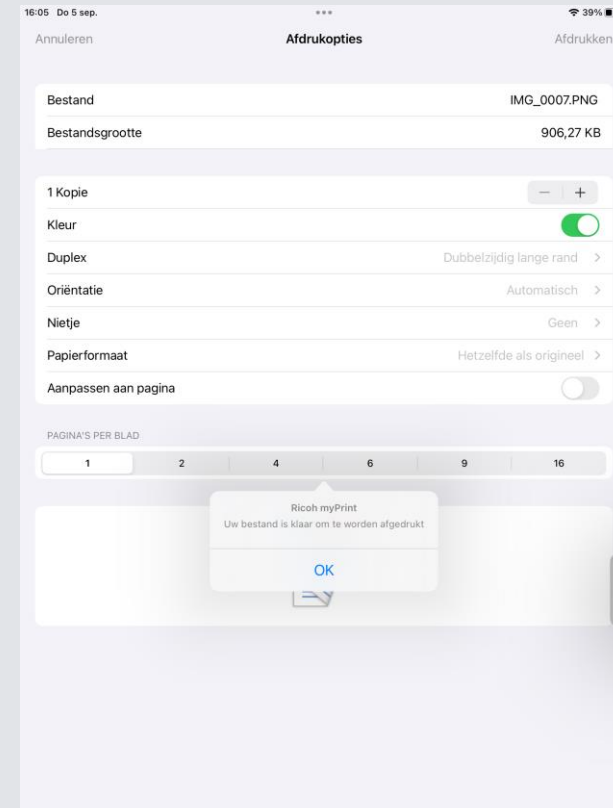 16:05 Do 5 sep.
39%
Annuleren
Afdrukopties
Afdrukken
Bestand
IMG_0007.PNG
Bestandsgrootte
906,27 KB
1 Kopie
Kleur
Duplex
Dubbelzijdig lange rand
Oriëntatie
Automatisch
Nietje
Geen
Papierformaat
Hetzelfde als origineel
Aanpassen aan pagina
PAGINA'S PER BLAD
1 2 4 6 9 16
Ricoh myPrint
Uw bestand is klaar om te worden afgedrukt
OK